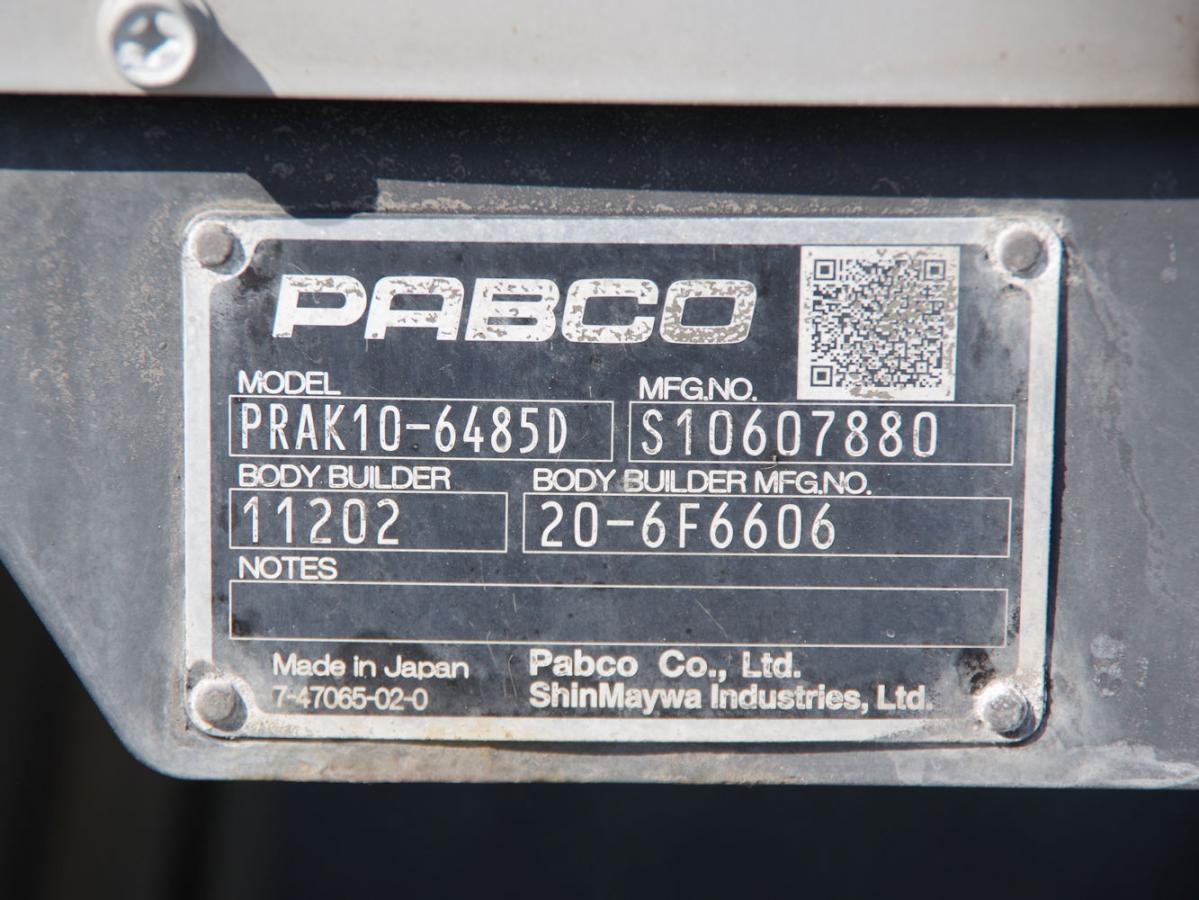 PABCO
MODEL MFG.NO.
PRAK10-6485D S10607880
BODY BUILDER BODY BUILDER MFG.NO.
11202 20-6F6606
NOTES
Made in Japan Pabco Co., Ltd.
7-47065-02-0 ShinMaywa Industries, Ltd.